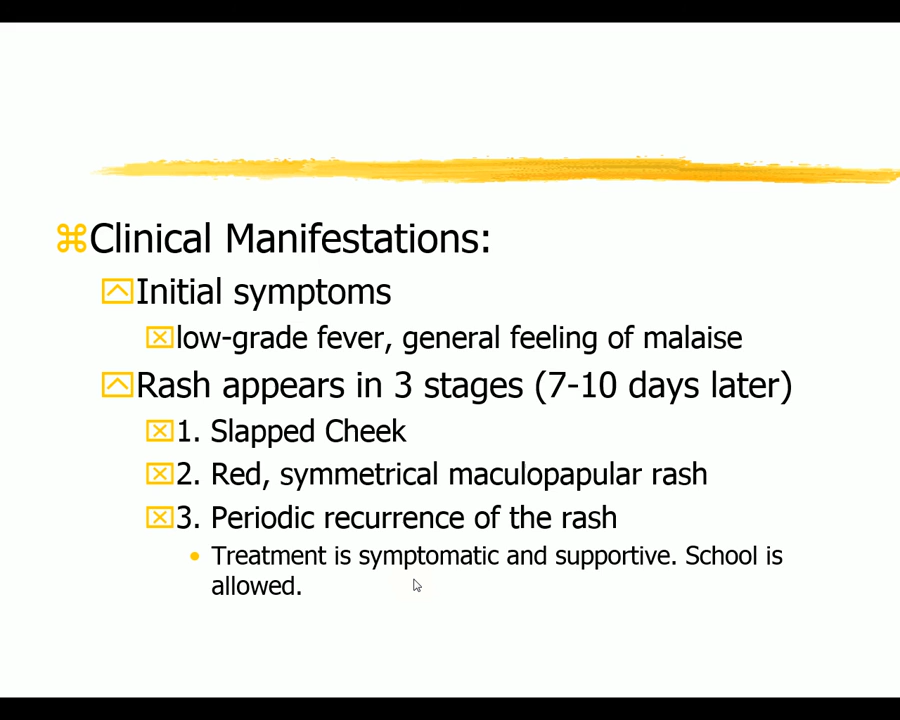 Clinical Manifestations:
Initial symptoms
low-grade fever, general feeling of malaise
Rash appears in 3 stages (7-10 days later)
1. Slapped Cheek
2. Red, symmetrical maculopapular rash
3. Periodic recurrence of the rash
• Treatment is symptomatic and supportive. School is
allowed.